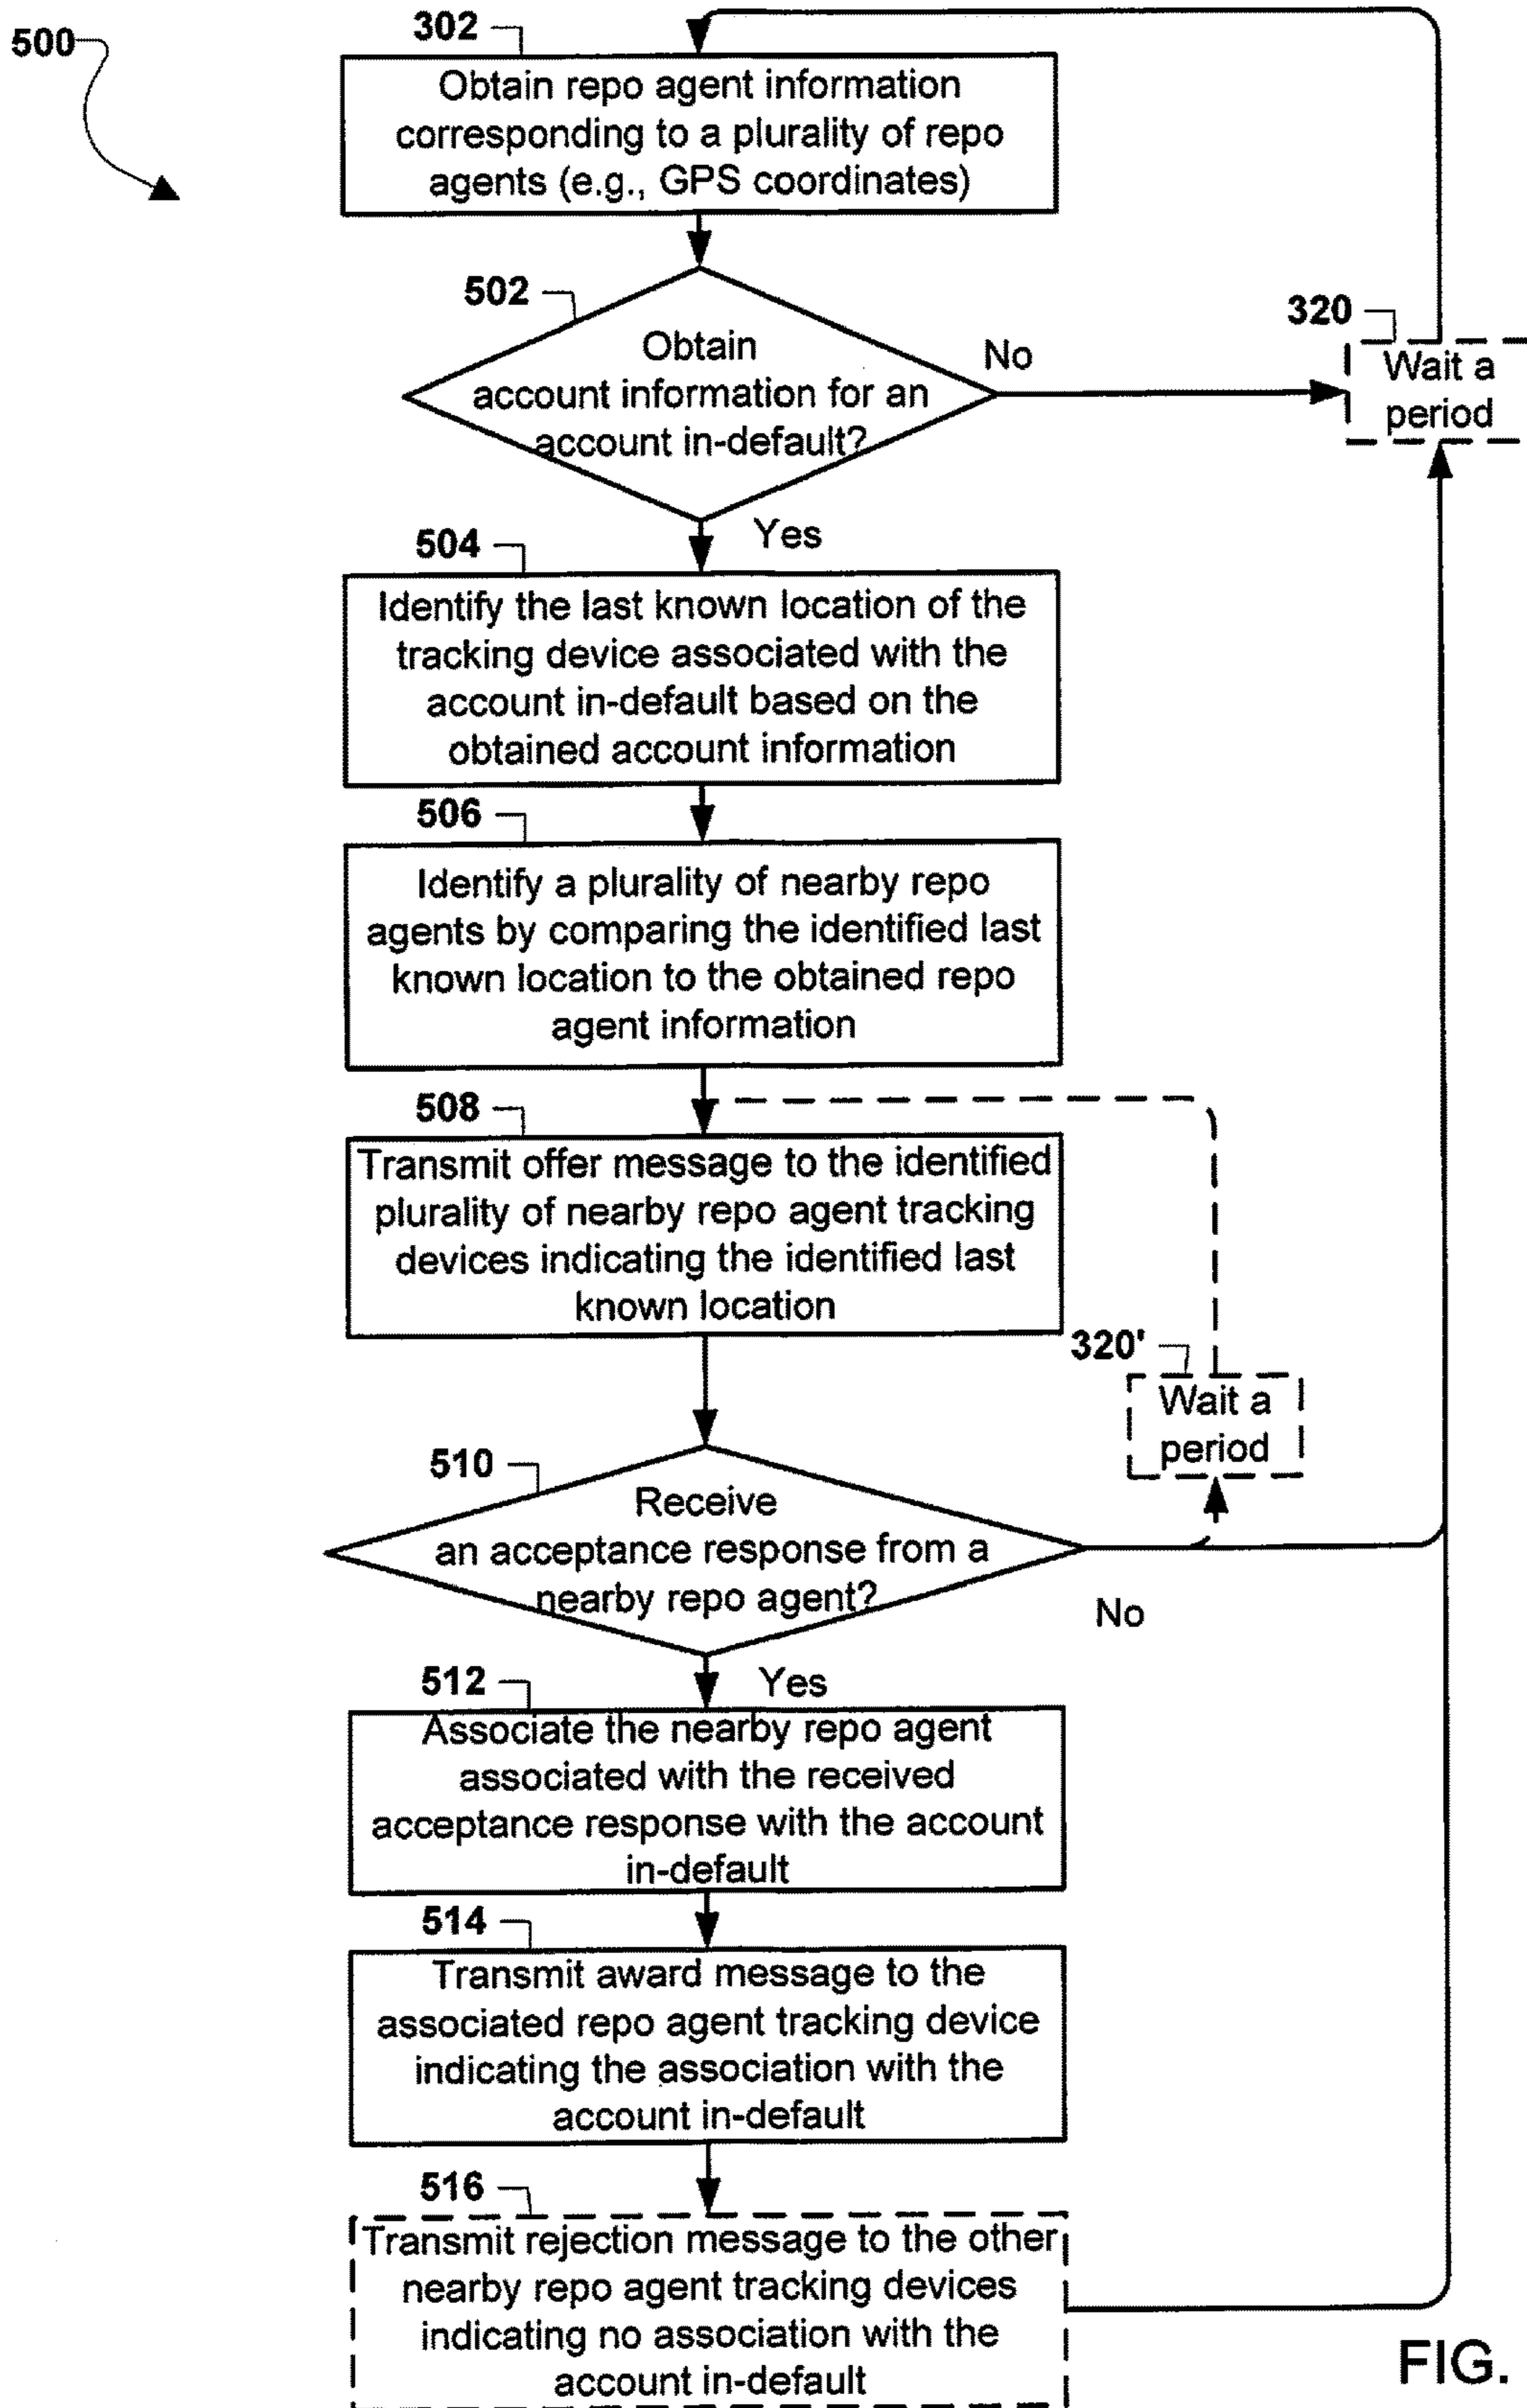 500
302
Obtain repo agent information
corresponding to a plurality of repo
agents (e.g., GPS coordinates)
502
Obtain
account information for an
account in-default?
No
320
Wait a
period
Yes
504
Identify the last known location of the
tracking device associated with the
account in-default based on the
obtained account information
506
Identify a plurality of nearby repo
agents by comparing the identified last
known location to the obtained repo
agent information
508
Transmit offer message to the identified
plurality of nearby repo agent tracking
devices indicating the identified last
known location
320'
Wait a
period
510
Receive
an acceptance response from a
nearby repo agent?
No
Yes
512
Associate the nearby repo agent
associated with the received
acceptance response with the account
in-default
514
Transmit award message to the
associated repo agent tracking device
indicating the association with the
account in-default
516
Transmit rejection message to the other
nearby repo agent tracking devices
indicating no association with the
account in-default
FIG.